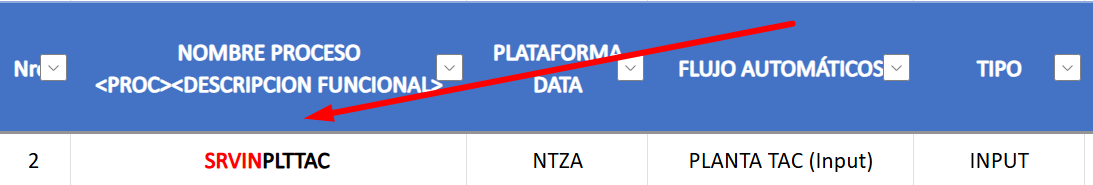 Nro
NOMBRE PROCESO
<PROC><DESCRIPCION FUNCIONAL>
PLATAFORMA
DATA
FLUJO AUTOMÁTICOS
TIPO
2
SRVINPLTTAC
NTZA
PLANTA TAC (Input)
INPUT